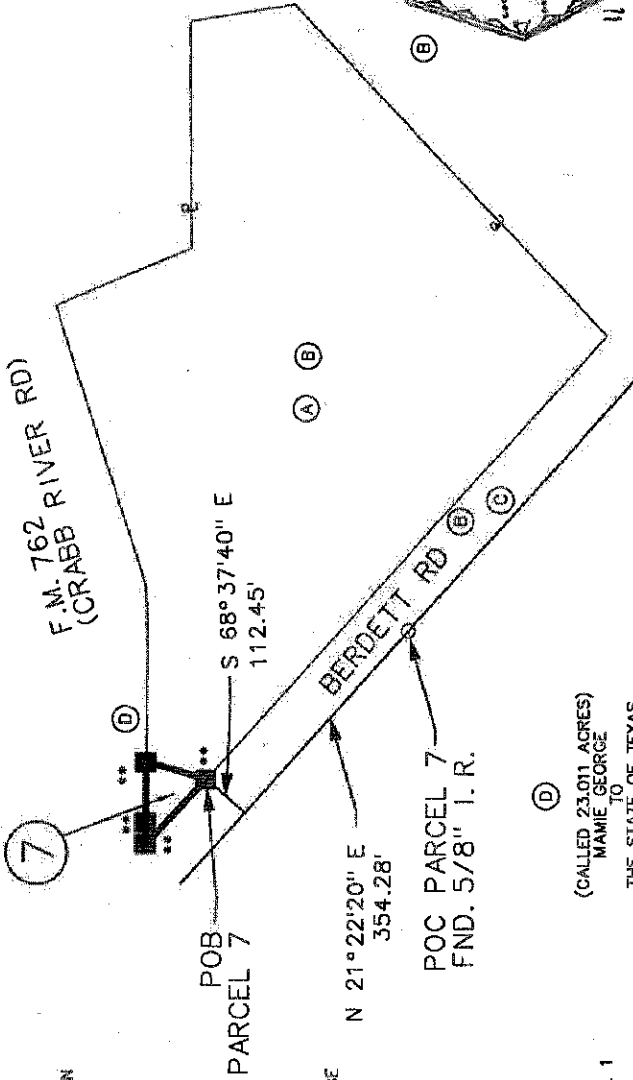 F.M. 762
(CRABB RIVER RD)
D
**
**
**
**
7
S 68°37'40" E
112.45'
A
B
B
POB
PARCEL 7
BERDETT RD
B
C
N 21°22'20" E
354.28'
POC PARCEL 7
FND. 5/8" I. R.
D
(CALLED 23.011 ACRES)
MAMIE GEORGE
TO
THE STATE OF TEXAS
N
E
. 1